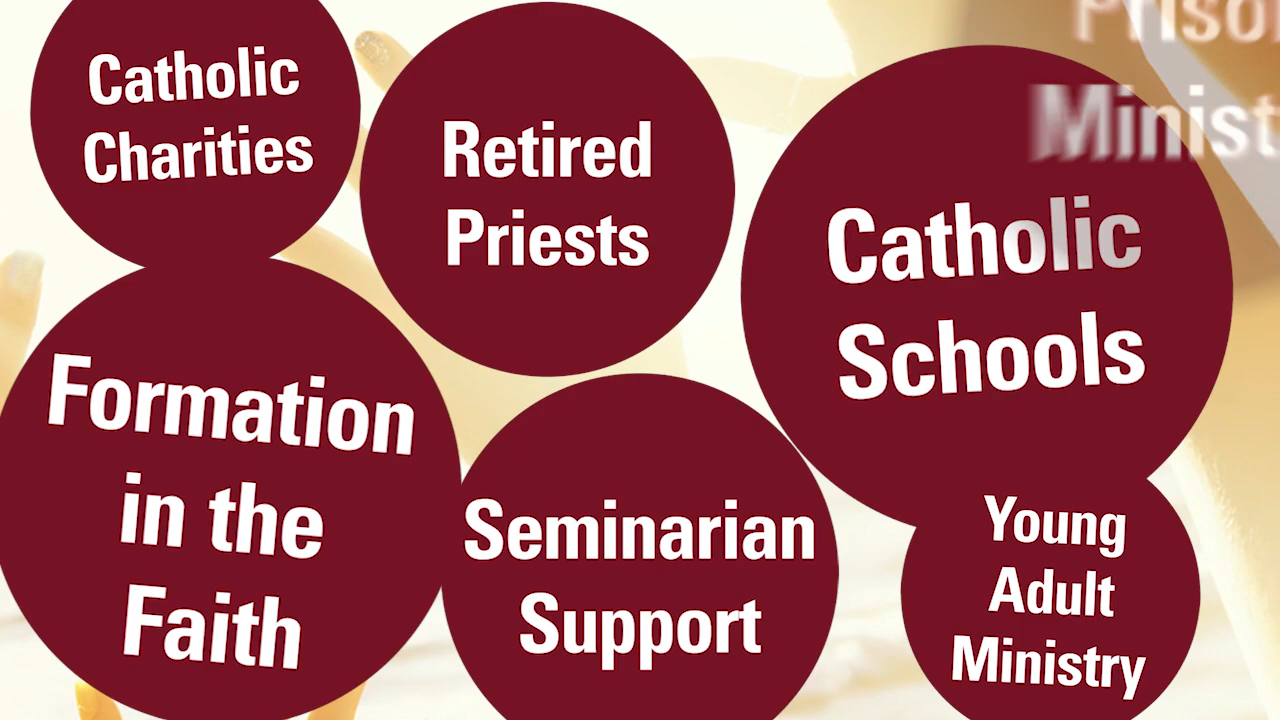 Catholic
Charities
Retired
Priests
Catholic
Schools
Formation
in the
Faith
Seminarian
Support
Young
Adult
Ministry